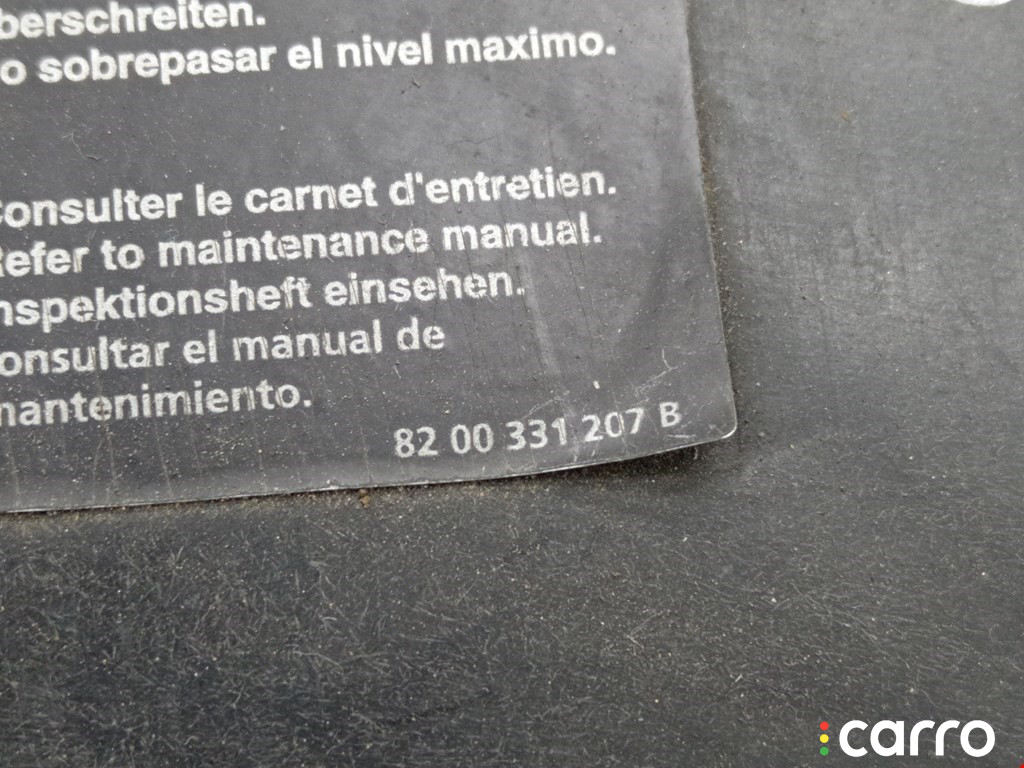 berschreiten.
o sobrepasar el nivel maximo.
onsulter le carnet d'entretien.
efer to maintenance manual.
nspektionsheft einsehen.
onsultar el manual de
mantenimiento.
82 00 331 207 B
carro